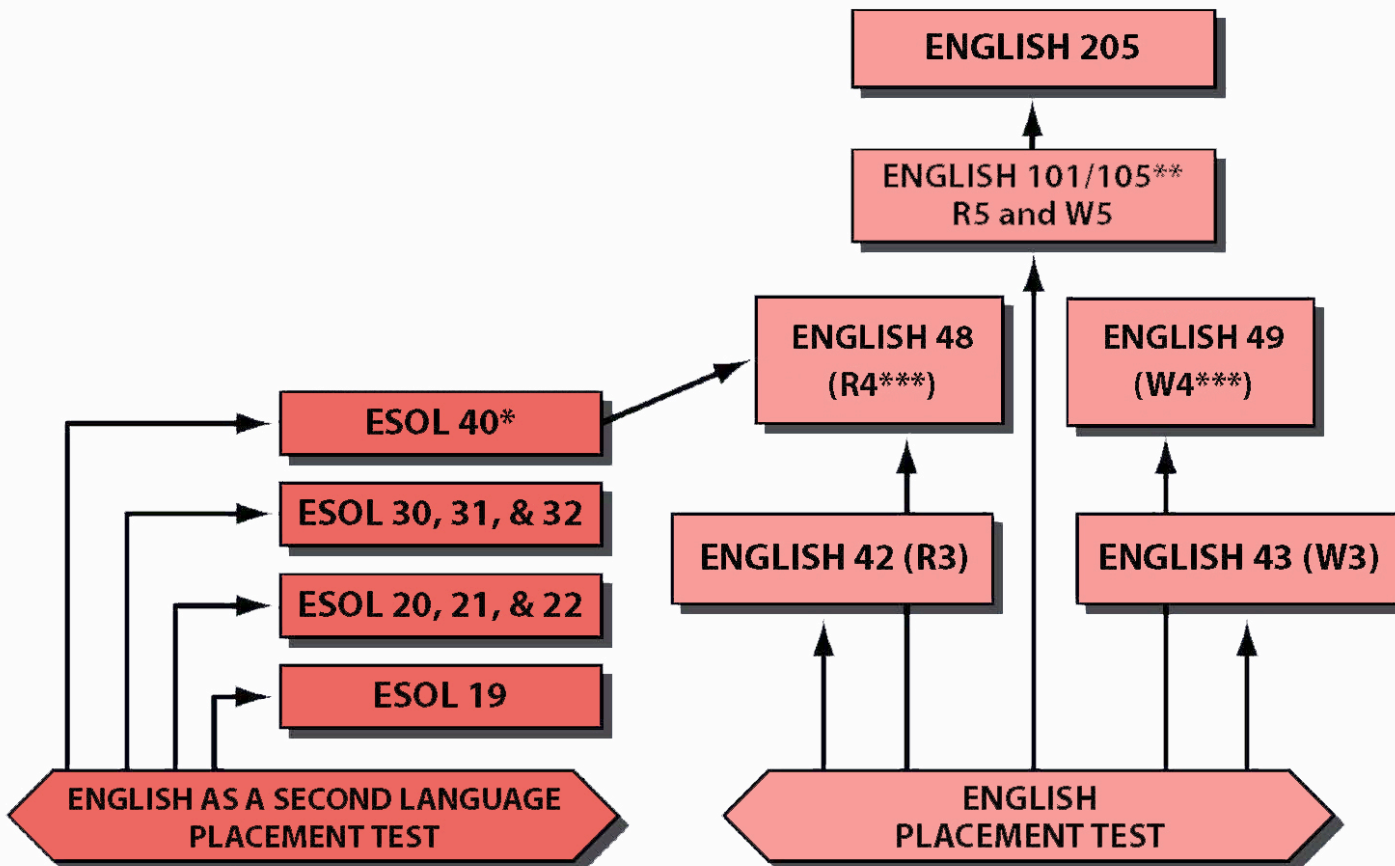 ENGLISH 205
ENGLISH 101/105**
R5 and W5
ENGLISH 48
(R4***)
ENGLISH 49
(W4***)
ESOL 40*
ESOL 30, 31, & 32
ENGLISH 42 (R3)
ENGLISH 43 (W3)
ESOL 20, 21, & 22
ESOL 19
ENGLISH AS A SECOND LANGUAGE
PLACEMENT TEST
ENGLISH
PLACEMENT TEST